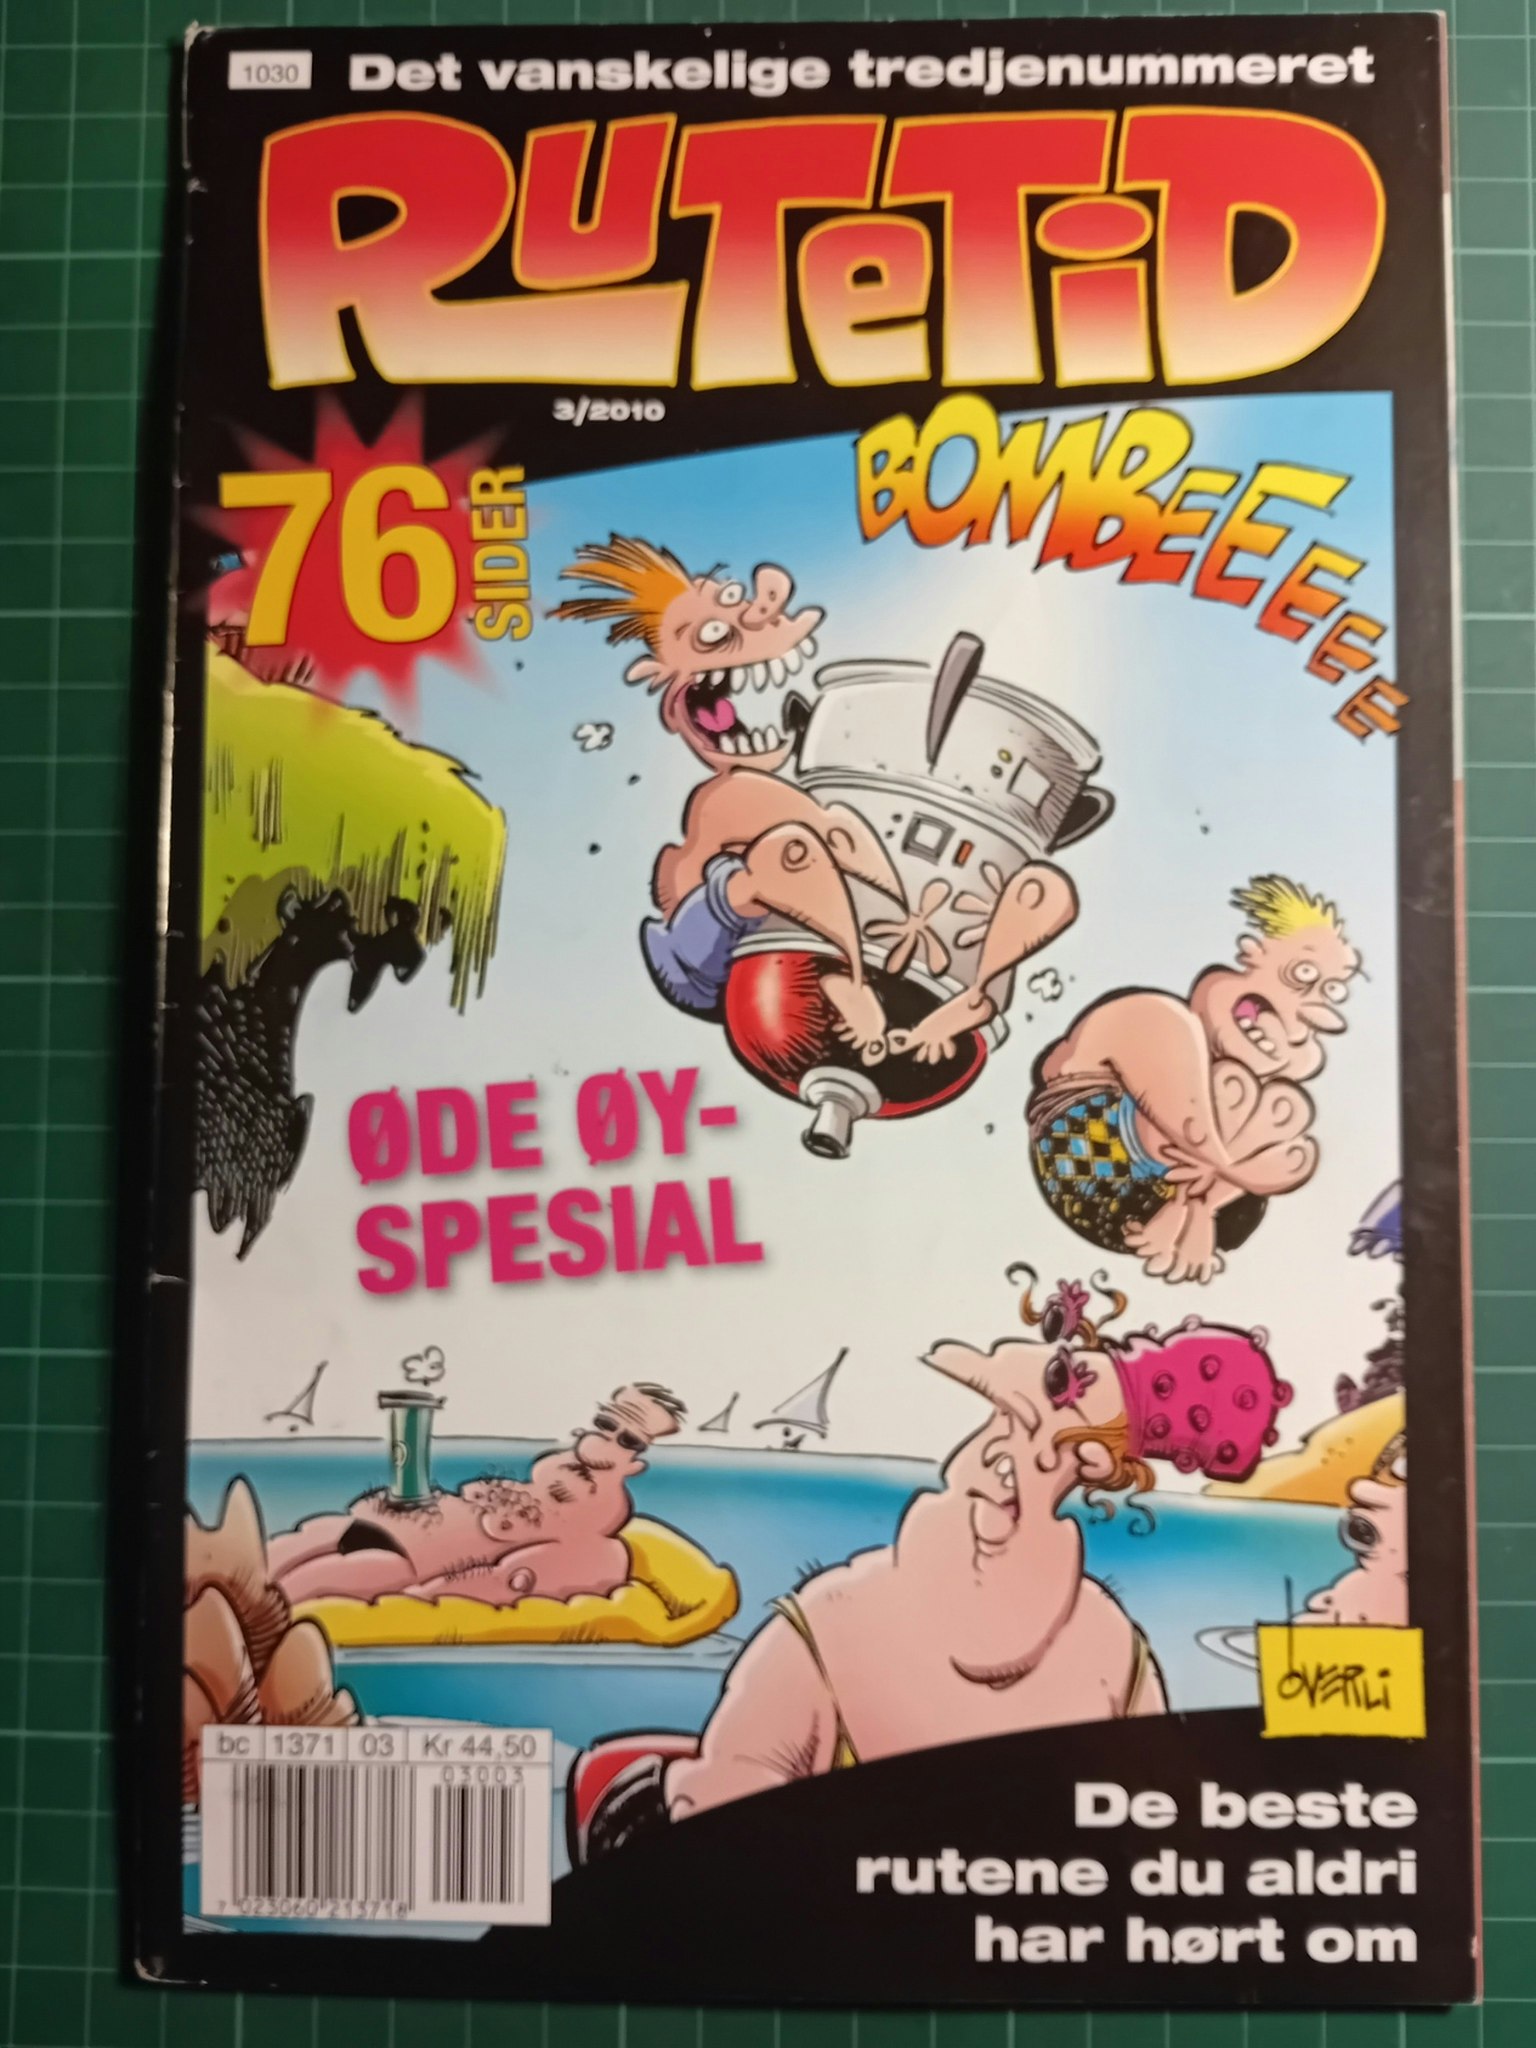 1030
Det vanskelige tredjenummeret
RUTeTiD
3/2010
76
SIDER
BOMBEEEEEE
ØDE ØY-
SPESIAL
OVERLi
bc 1371 03 Kr 44,50
03003
7 023060 213718
De beste
rutene du aldri
har hørt om